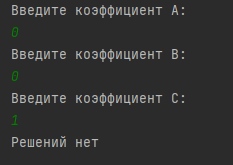 Введите коэффициент A:
0
Введите коэффициент B:
0
Введите коэффициент C:
1
Решений нет